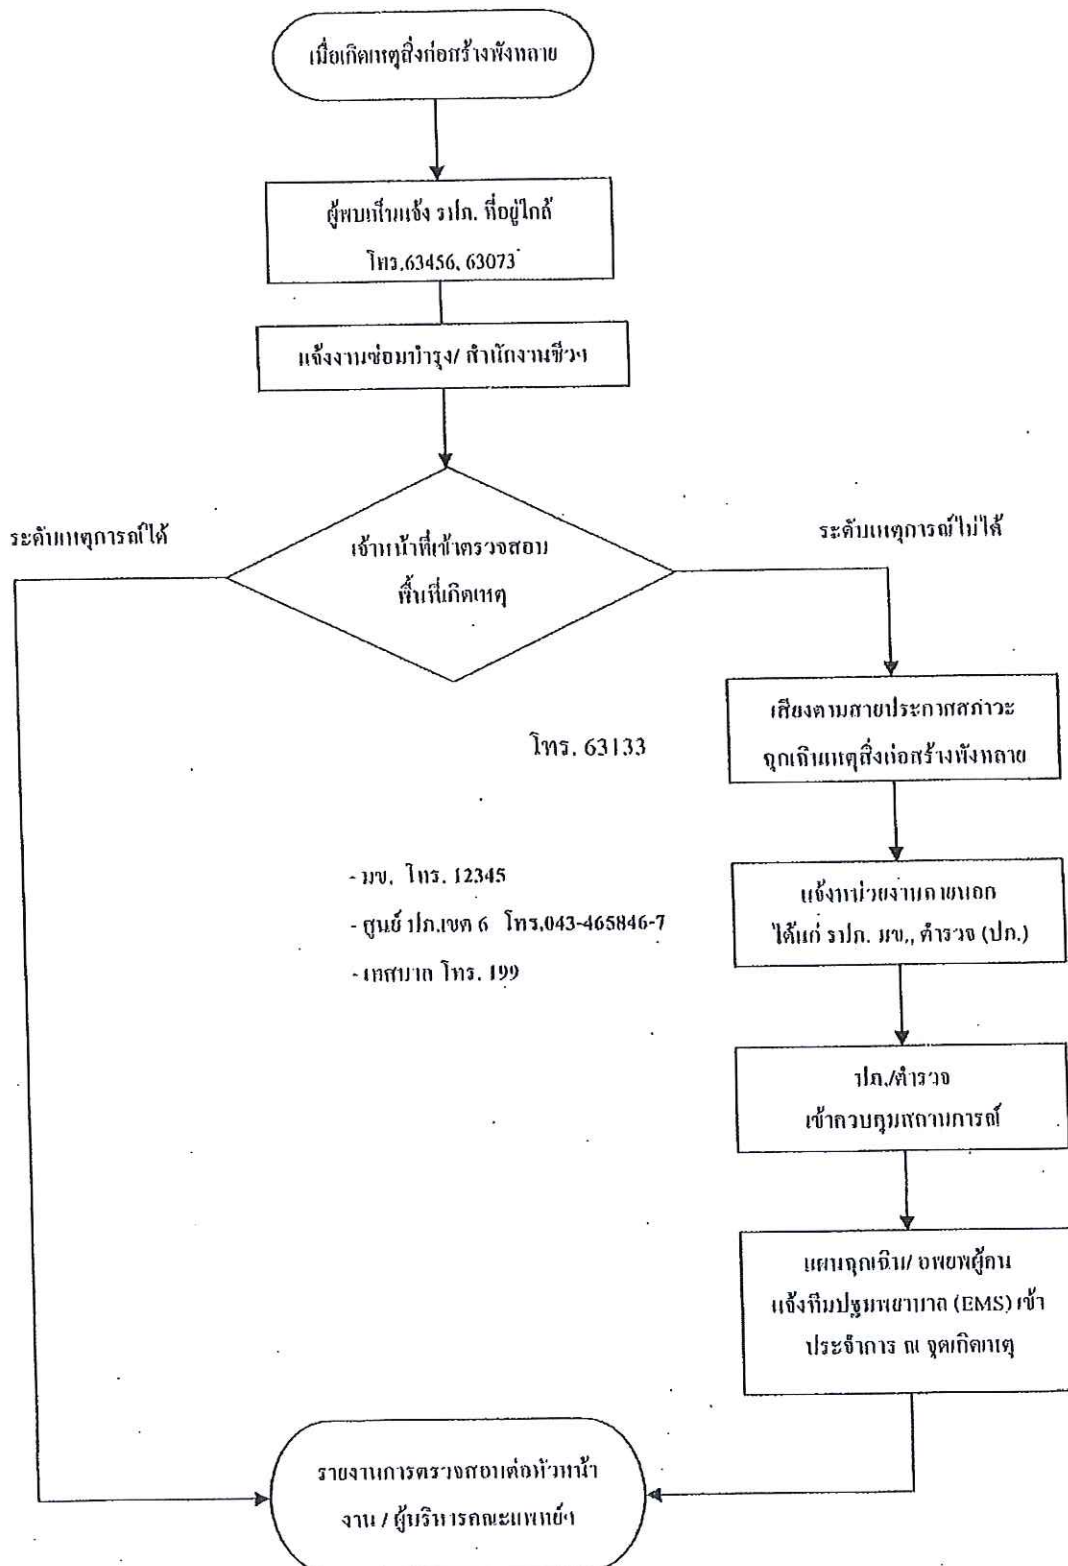 เมื่อเกิดเหตุสิ่งก่อสร้างพังทลาย
ผู้พบเห็นแจ้ง รปภ. ที่อยู่ใกล้
โทร.63456, 63073
แจ้งงานซ่อมบำรุง/ สำนักงานชีวฯ
ระดับเหตุการณ์ได้
เจ้าหน้าที่เข้าตรวจสอบ
พื้นที่เกิดเหตุ
ระดับเหตุการณ์ไม่ได้
เสียงตามสายประกาศสภาวะ
ฉุกเฉินเหตุสิ่งก่อสร้างพังทลาย
โทร. 63133
แจ้งหน่วยงานภายนอก
ได้แก่ รปภ. มข., ตำรวจ (ปภ.)
- มข. โทร. 12345
- ศูนย์ ปภ.เขต 6 โทร.043-465846-7
- เทศบาล โทร. 199
ปภ./ตำรวจ
เข้าควบคุมสถานการณ์
แผนฉุกเฉิน/ อพยพผู้คน
แจ้งทีมปฐมพยาบาล (EMS) เข้า
ประจำการ ณ จุดเกิดเหตุ
รายงานการตรวจสอบต่อหัวหน้า
งาน / ผู้บริหารคณะแพทย์ฯ